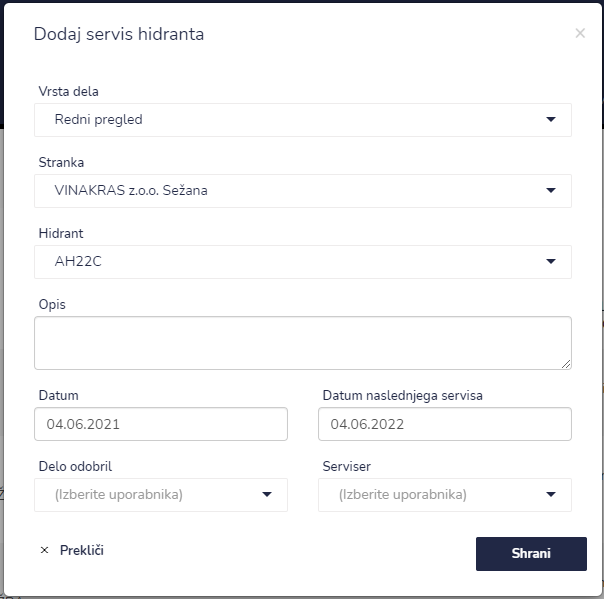 Dodaj servis hidranta
×
Vrsta dela
Redni pregled
Stranka
VINAKRAS z.o.o. Sežana
Hidrant
AH22C
Opis
Datum
Datum naslednjega servisa
04.06.2021
04.06.2022
Delo odobril
Serviser
(Izberite uporabnika)
(Izberite uporabnika)
× Prekliči
Shrani